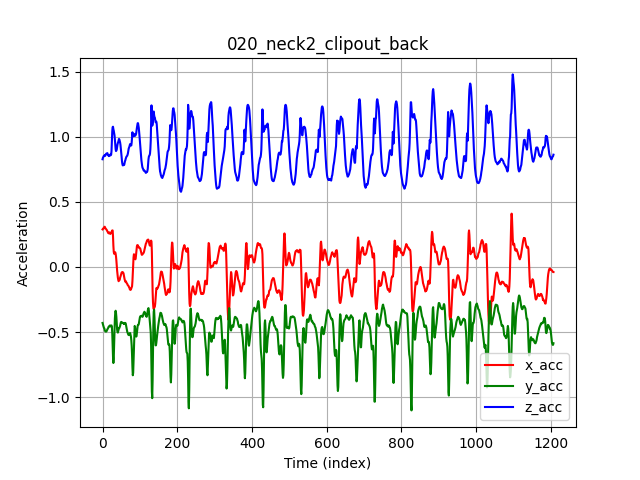 020_neck2_clipout_back
1.5
1.0
0.5
0.0
−0.5
−1.0
Acceleration
0 200 400 600 800 1000 1200
Time (index)
x_acc
y_acc
z_acc